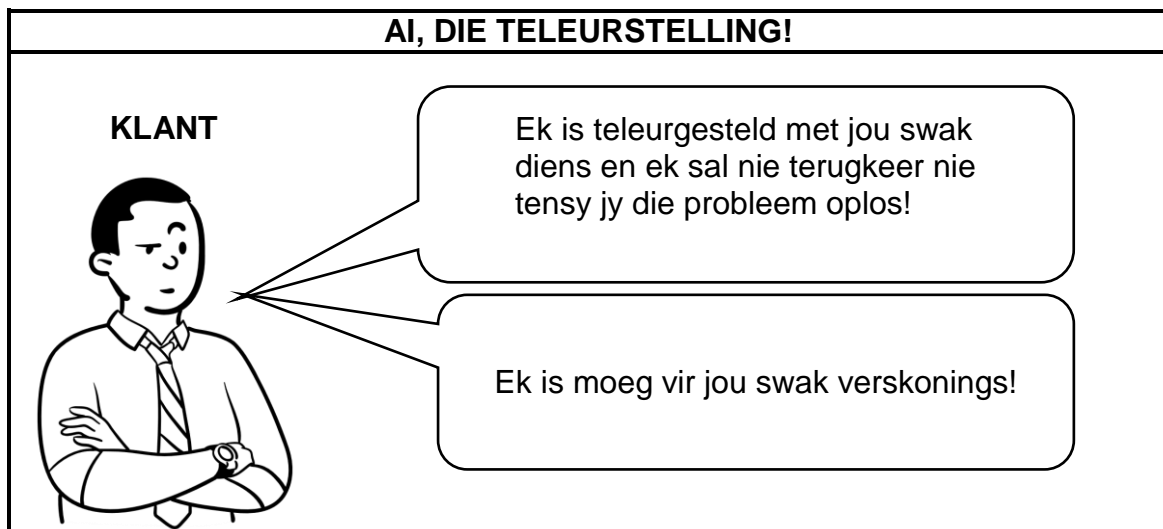 AI, DIE TELEURSTELLING!
KLANT
Ek is teleurgesteld met jou swak
diens en ek sal nie terugkeer nie
tensy jy die probleem oplos!
Ek is moeg vir jou swak verskonings!